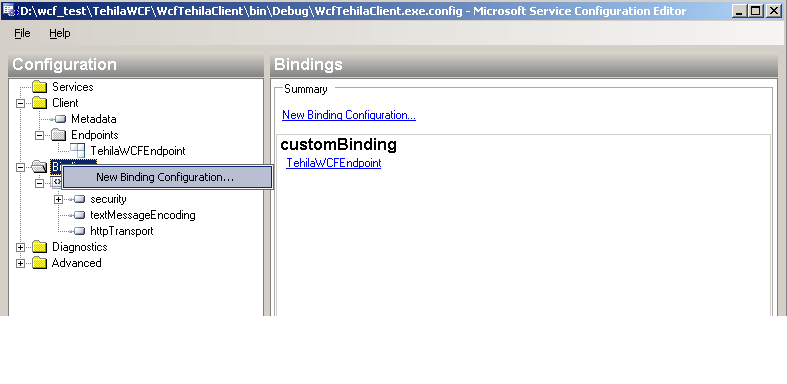 D:\wcf_test\TehilaWCF\WcfTehilaClient\bin\Debug\WcfTehilaClient.exe.config - Microsoft Service Configuration Editor
File Help
Configuration
Services
Client
Metadata
Endpoints
TehilaWCFEndpoint
New Binding Configuration...
security
textMessageEncoding
httpTransport
Diagnostics
Advanced
Bindings
Summary
New Binding Configuration...
customBinding
TehilaWCFEndpoint